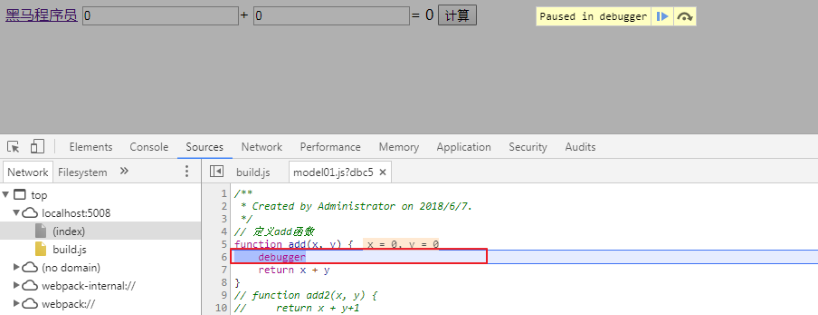 黑马程序员 0 + 0 = 0 计算 Paused in debugger
Elements Console Sources Network Performance Memory Application Security Audits
Network Filesystem » build.js model01.js?dbc5 ×
top
localhost:5008
(index)
build.js
(no domain)
webpack-internal://
webpack://
1 /**
2 * Created by Administrator on 2018/6/7.
3 */
4 // 定义add函数
5 function add(x, y) { x = 0, y = 0
6 debugger
7 return x + y
8 }
9 // function add2(x, y) {
10 // return x + y+1